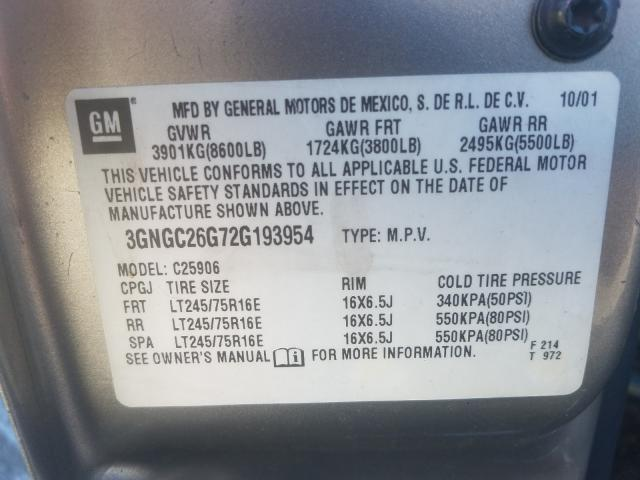 GM ® MFD BY GENERAL MOTORS DE MEXICO, S. DE R.L. DE C.V. 10/01
GVWR GAWR FRT GAWR RR
3901KG(8600LB) 1724KG(3800LB) 2495KG(5500LB)
THIS VEHICLE CONFORMS TO ALL APPLICABLE U.S. FEDERAL MOTOR
VEHICLE SAFETY STANDARDS IN EFFECT ON THE DATE OF
MANUFACTURE SHOWN ABOVE.
3GNGC26G72G193954 TYPE: M.P.V.
MODEL: C25906
CPGJ TIRE SIZE RIM COLD TIRE PRESSURE
FRT LT245/75R16E 16X6.5J 340KPA(50PSI)
RR LT245/75R16E 16X6.5J 550KPA(80PSI)
SPA LT245/75R16E 16X6.5J 550KPA(80PSI)
SEE OWNER'S MANUAL FOR MORE INFORMATION.
F 214
T 972